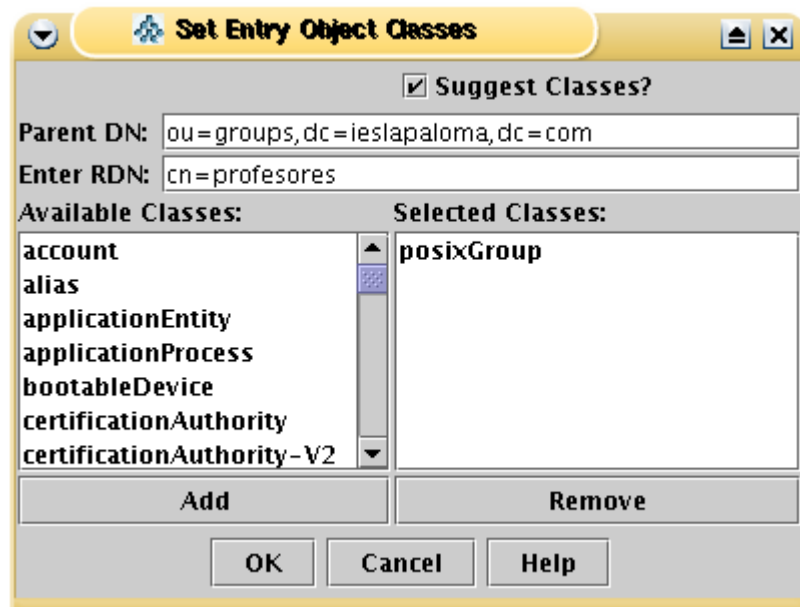 Set Entry Object Classes
Suggest Classes?
Parent DN: ou=groups,dc=ieslapaloma,dc=com
Enter RDN: cn=profesores
Available Classes: Selected Classes:
account posixGroup
alias
applicationEntity
applicationProcess
bootableDevice
certificationAuthority
certificationAuthority-V2
Add Remove
OK Cancel Help